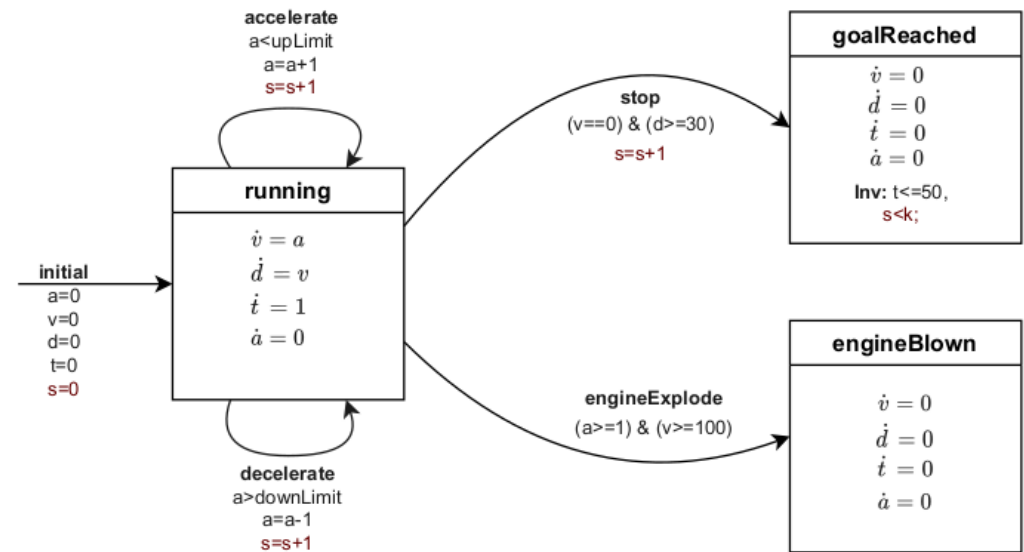 accelerate
a<upLimit
a=a+1
s=s+1
running
v̇ = a
ḋ = v
ṫ = 1
ȧ = 0
initial
a=0
v=0
d=0
t=0
s=0
decelerate
a>downLimit
a=a-1
s=s+1
stop
(v==0) & (d>=30)
s=s+1
goalReached
v̇ = 0
ḋ = 0
ṫ = 0
ȧ = 0
Inv: t<=50,
s<k;
engineExplode
(a>=1) & (v>=100)
engineBlown
v̇ = 0
ḋ = 0
ṫ = 0
ȧ = 0